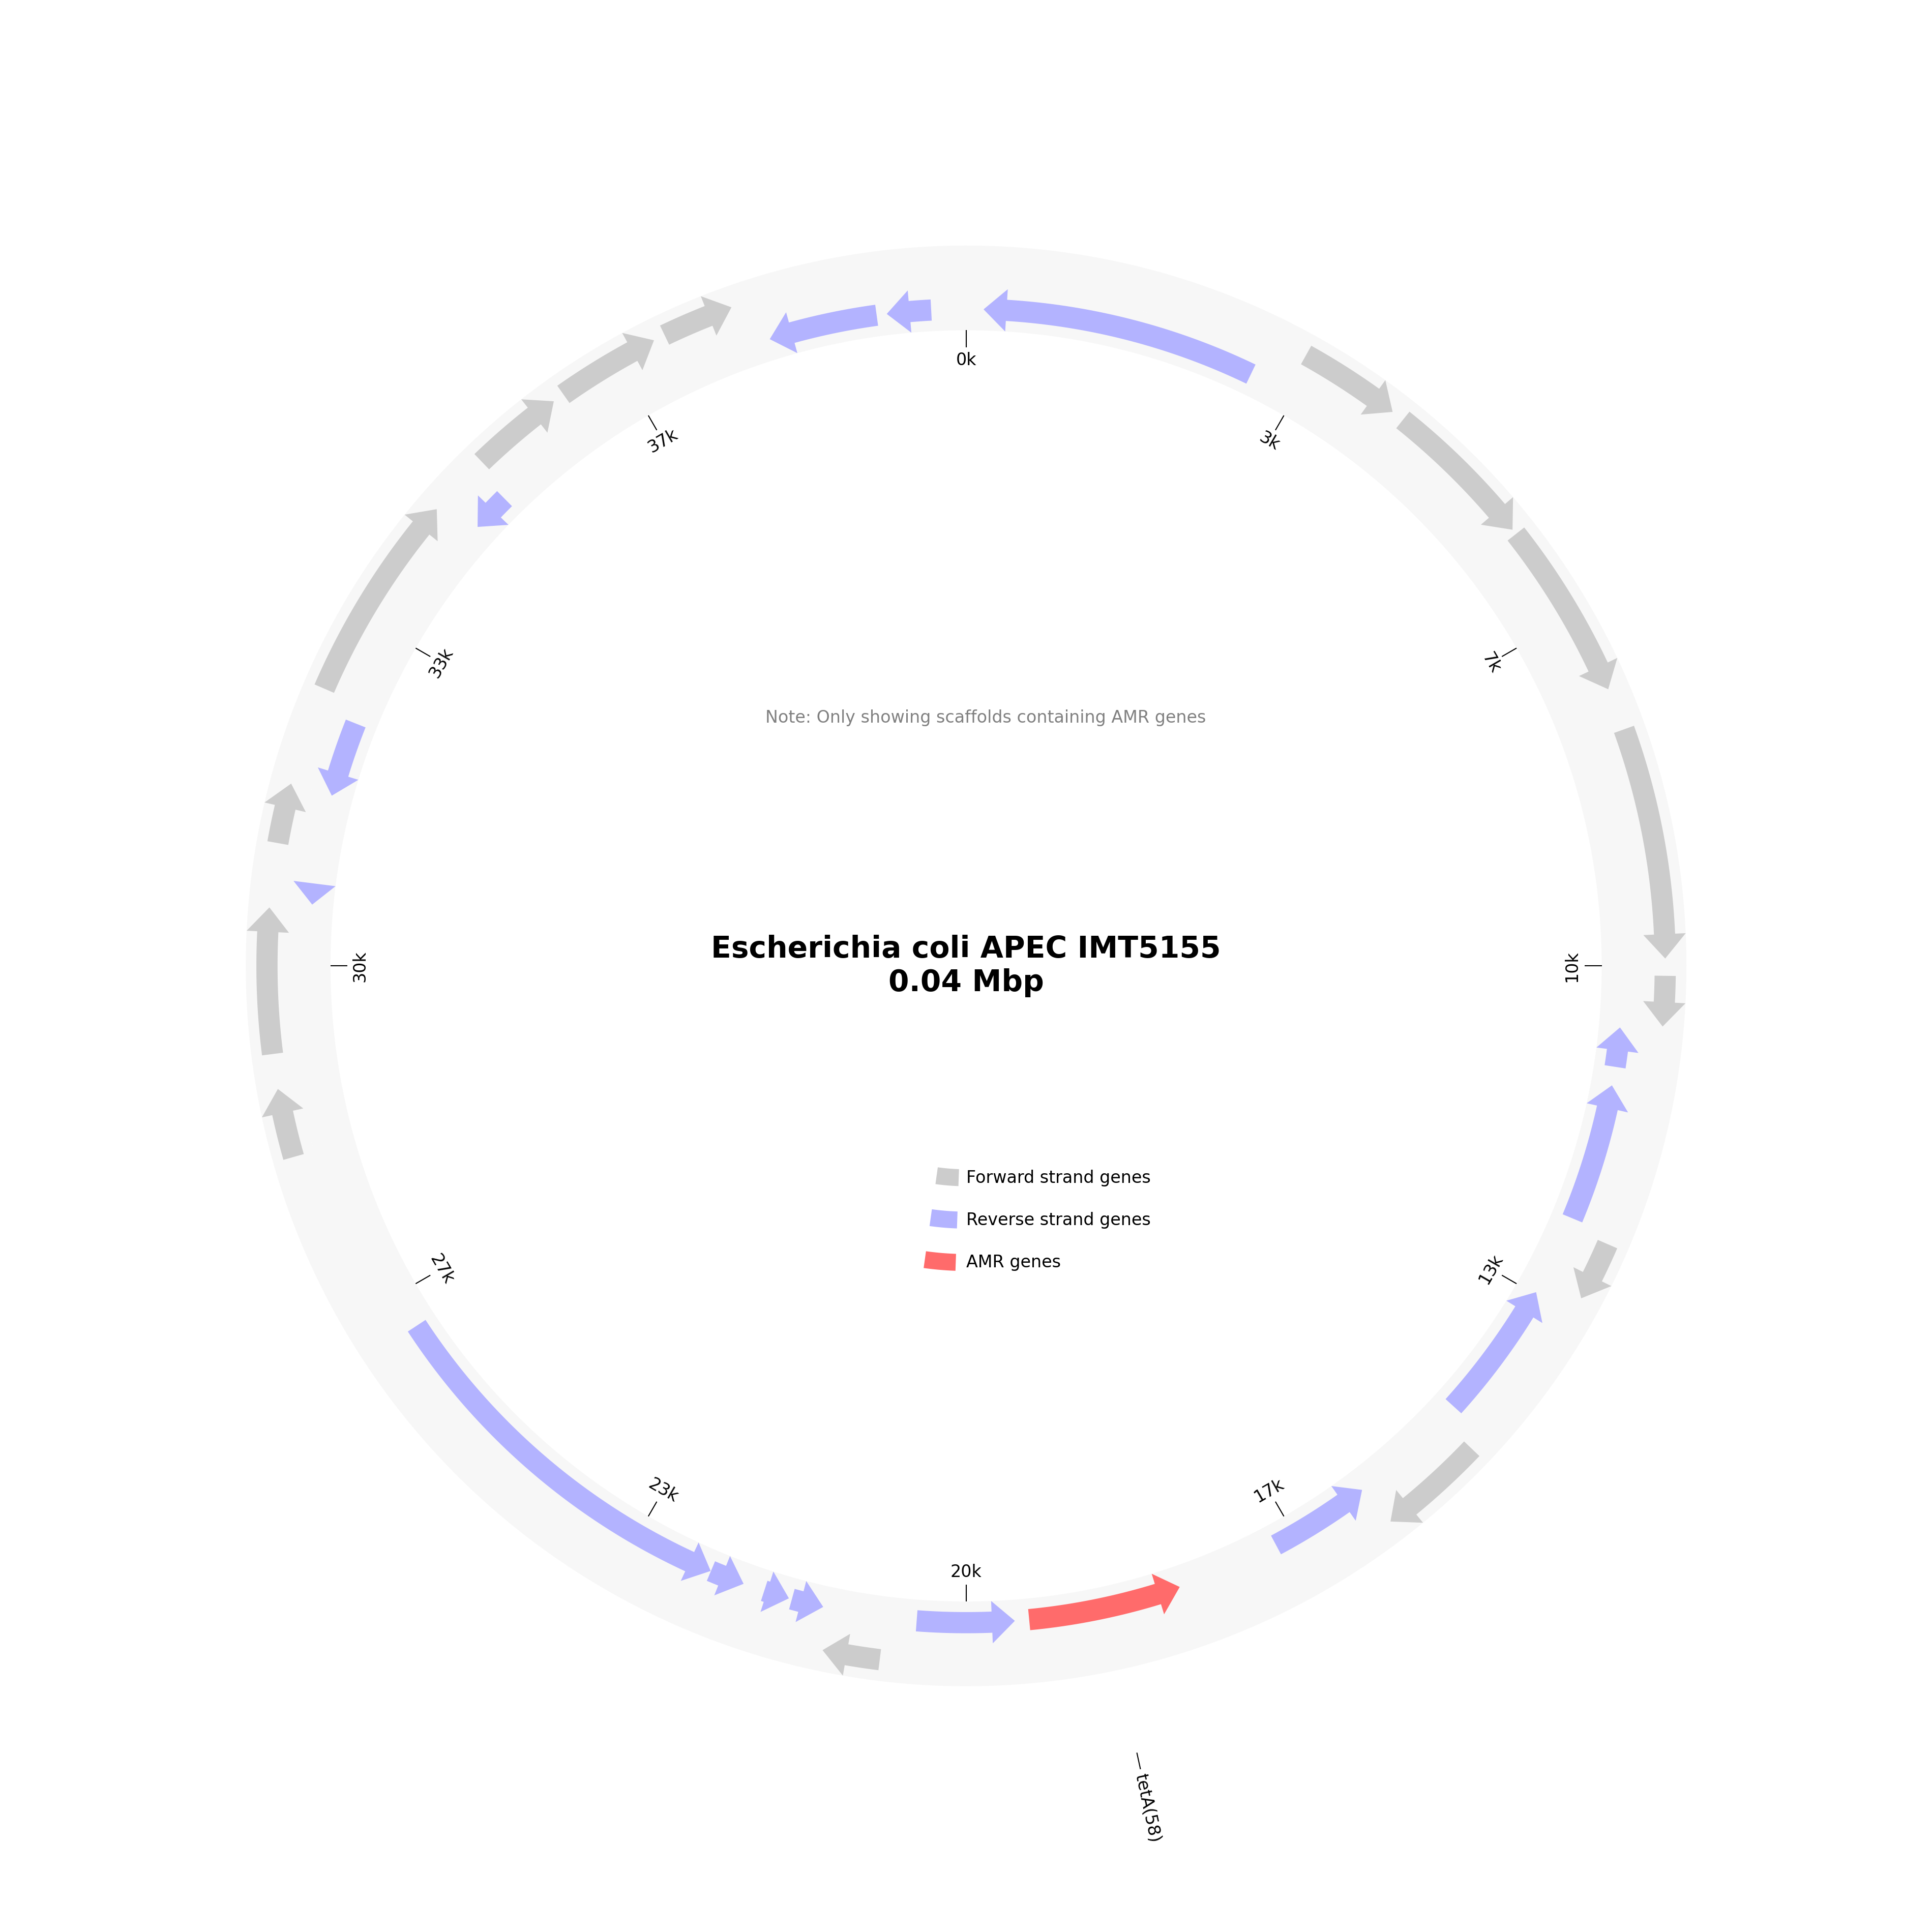 0k
37k
3k
33k
7k
Note: Only showing scaffolds containing AMR genes
Escherichia coli APEC IMT5155
0.04 Mbp
30k
10k
Forward strand genes
Reverse strand genes
AMR genes
27k
13k
23k
17k
20k
tetA(58)